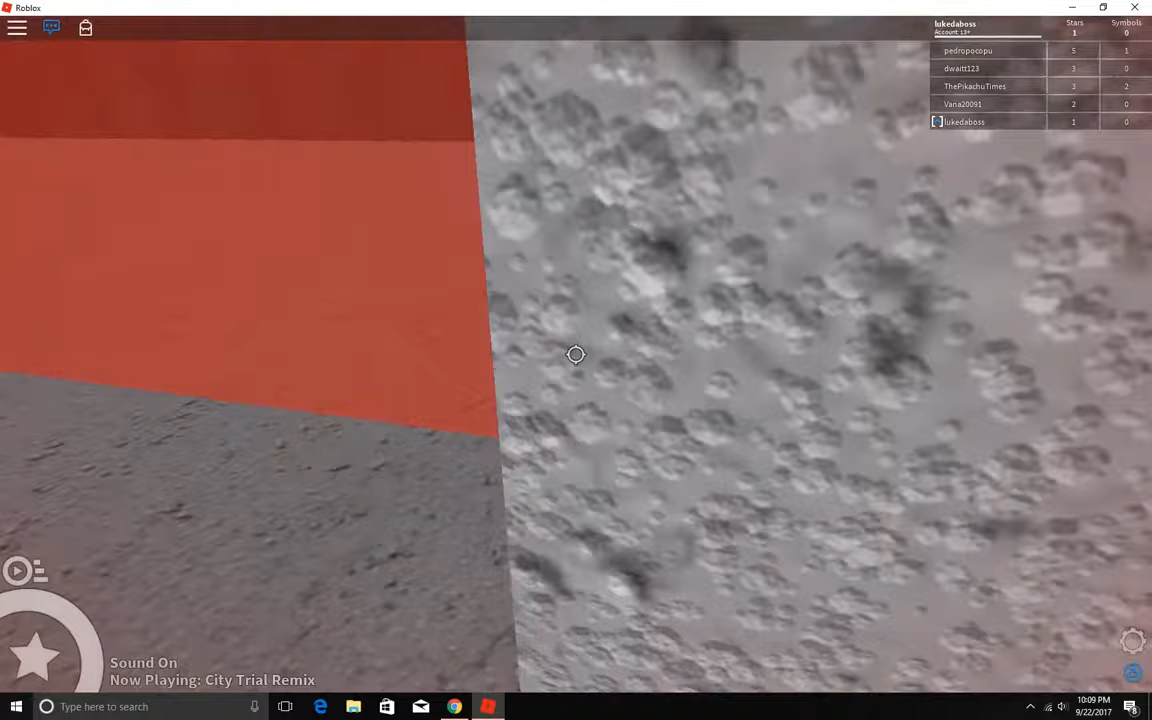 Roblox
lukedaboss Stars Symbols
Account: 13+ 1 0
pedropocopu 5 1
dwaitt123 3 0
ThePikachuTimes 3 2
Vana20091 2 0
lukedaboss 1 0
Sound On
Now Playing: City Trial Remix
Type here to search
10:09 PM
9/22/2017